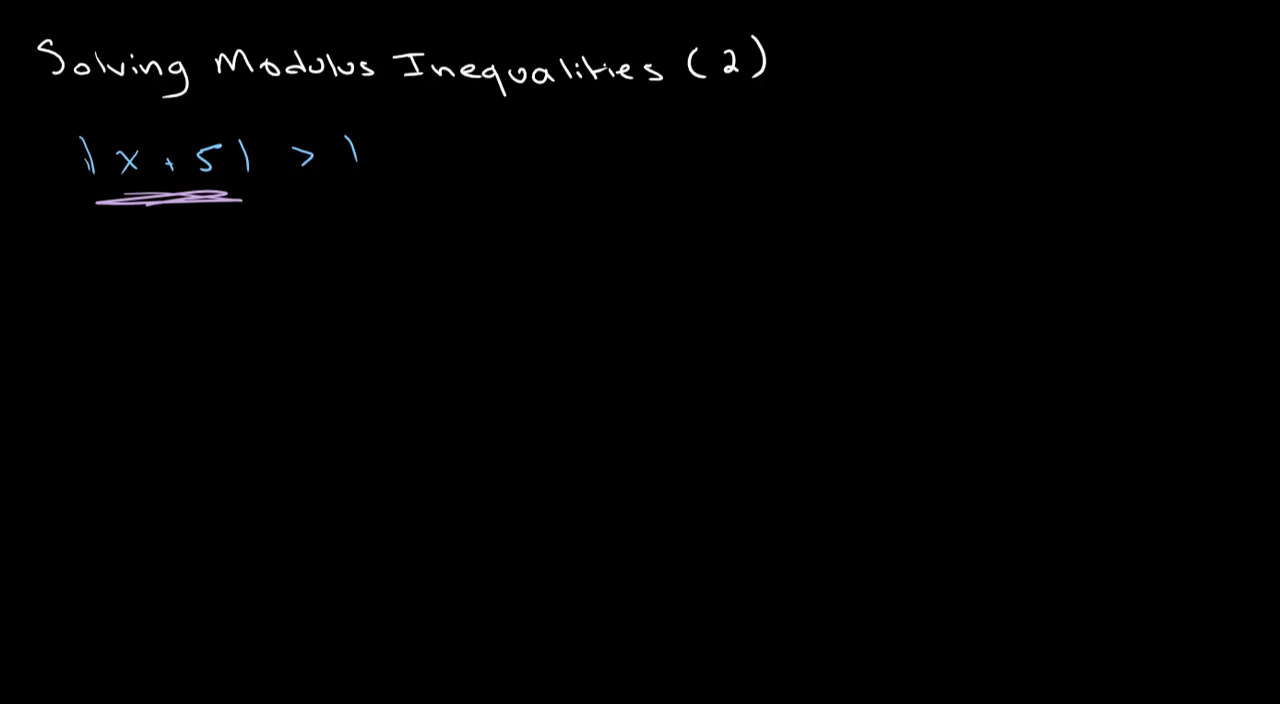 Solving Modulus Inequalities (2)
|x + 5| > 1